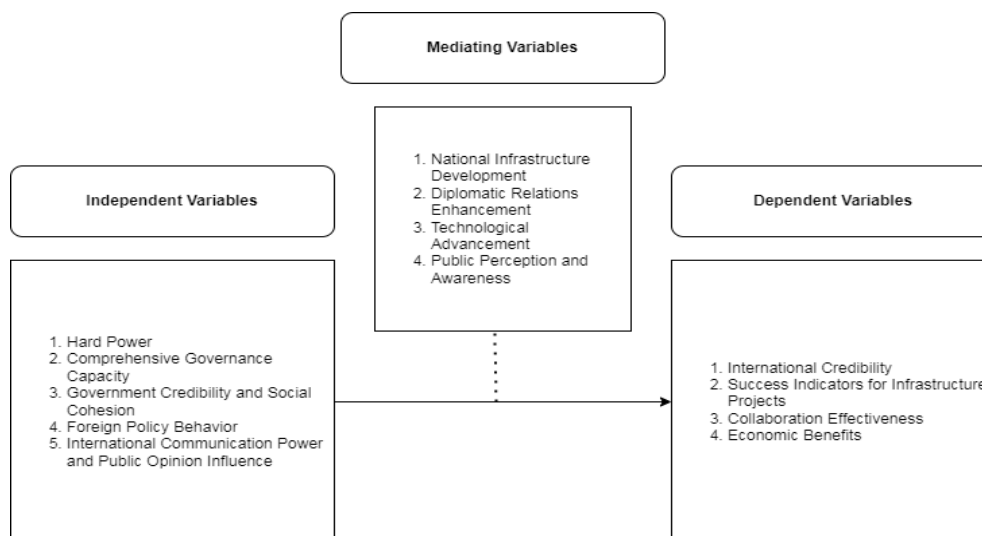 Mediating Variables
1. National Infrastructure
Development
2. Diplomatic Relations
Enhancement
3. Technological
Advancement
4. Public Perception and
Awareness
Independent Variables
1. Hard Power
2. Comprehensive Governance
Capacity
3. Government Credibility and Social
Cohesion
4. Foreign Policy Behavior
5. International Communication Power
and Public Opinion Influence
Dependent Variables
1. International Credibility
2. Success Indicators for Infrastructure
Projects
3. Collaboration Effectiveness
4. Economic Benefits